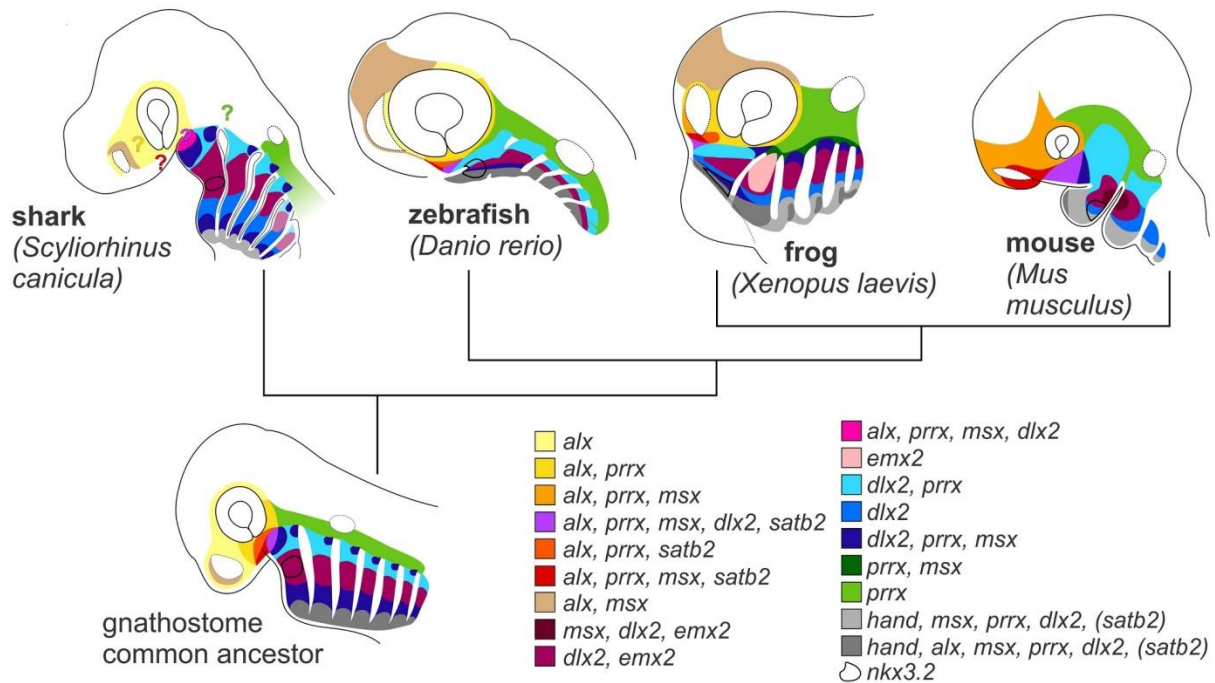 ?
?
?
?
?
shark
(Scyliorhinus
canicula)
zebrafish
(Danio rerio)
frog
(Xenopus laevis)
mouse
(Mus
musculus)
gnathostome
common ancestor
alx
alx, prrx
alx, prrx, msx
alx, prrx, msx, dlx2, satb2
alx, prrx, satb2
alx, prrx, msx, satb2
alx, msx
msx, dlx2, emx2
dlx2, emx2
alx, prrx, msx, dlx2
emx2
dlx2, prrx
dlx2
dlx2, prrx, msx
prrx, msx
prrx
hand, msx, prrx, dlx2, (satb2)
hand, alx, msx, prrx, dlx2, (satb2)
nkx3.2